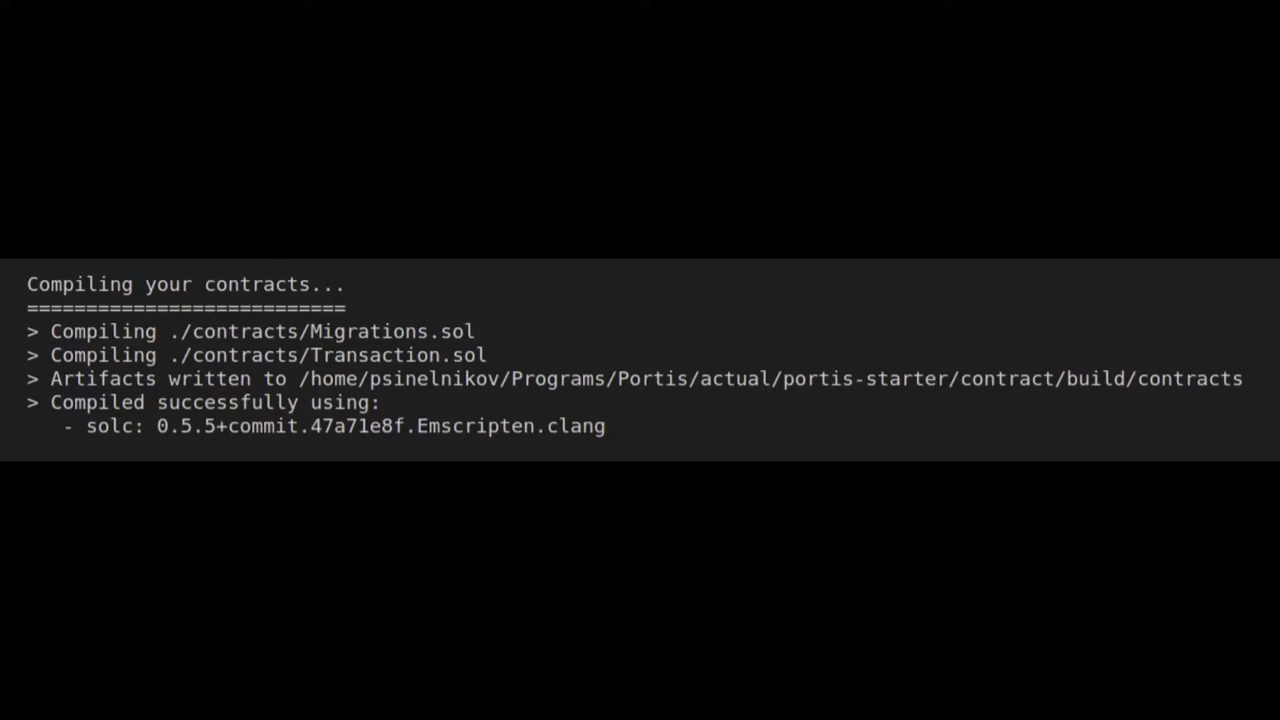 Compiling your contracts...
===========================
> Compiling ./contracts/Migrations.sol
> Compiling ./contracts/Transaction.sol
> Artifacts written to /home/psinelnikov/Programs/Portis/actual/portis-starter/contract/build/contracts
> Compiled successfully using:
   - solc: 0.5.5+commit.47a71e8f.Emscripten.clang